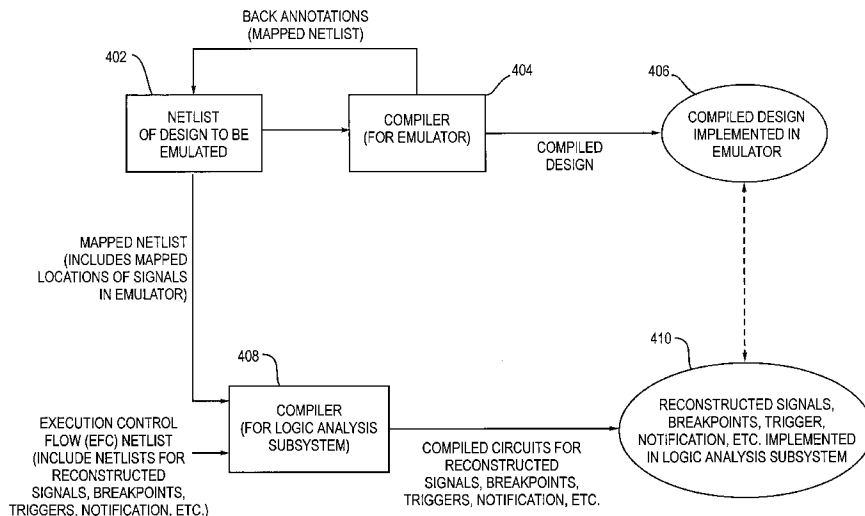 BACK ANNOTATIONS
(MAPPED NETLIST)
402
404
406
NETLIST
OF DESIGN TO BE
EMULATED
COMPILER
(FOR EMULATOR)
COMPILED
DESIGN
COMPILED DESIGN
IMPLEMENTED IN
EMULATOR
MAPPED NETLIST
(INCLUDES MAPPED
LOCATIONS OF SIGNALS
IN EMULATOR)
408
410
COMPILER
(FOR LOGIC ANALYSIS
SUBSYSTEM)
EXECUTION CONTROL
FLOW (EFC) NETLIST
(INCLUDE NETLISTS FOR
RECONSTRUCTED
SIGNALS, BREAKPOINTS,
TRIGGERS, NOTIFICATION, ETC.)
COMPILED CIRCUITS FOR
RECONSTRUCTED
SIGNALS, BREAKPOINTS,
TRIGGERS, NOTIFICATION, ETC.
RECONSTRUCTED SIGNALS,
BREAKPOINTS, TRIGGER,
NOTIFICATION, ETC. IMPLEMENTED
IN LOGIC ANALYSIS SUBSYSTEM